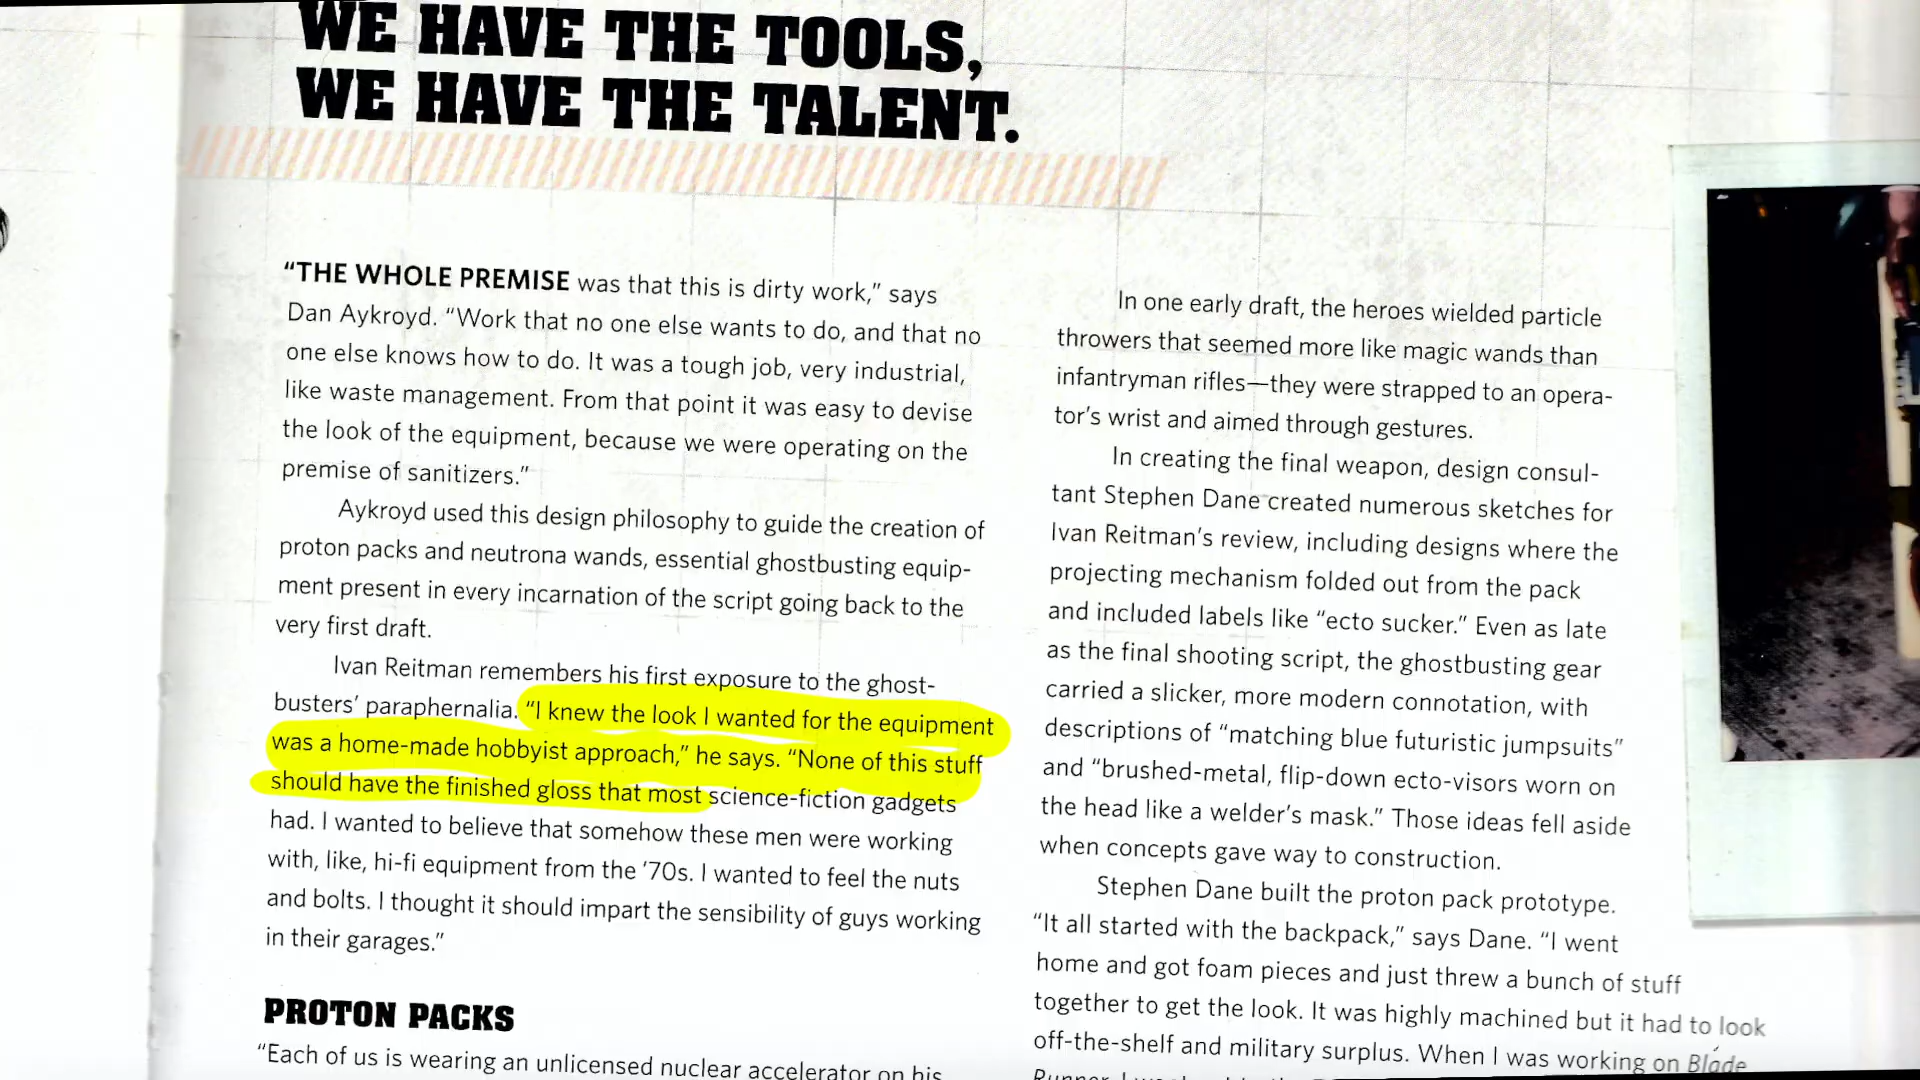 WE HAVE THE TOOLS,
WE HAVE THE TALENT.
“THE WHOLE PREMISE was that this is dirty work,” says
Dan Aykroyd. “Work that no one else wants to do, and that no
one else knows how to do. It was a tough job, very industrial,
like waste management. From that point it was easy to devise
the look of the equipment, because we were operating on the
premise of sanitizers.”
Aykroyd used this design philosophy to guide the creation of
proton packs and neutrona wands, essential ghostbusting equip-
ment present in every incarnation of the script going back to the
very first draft.
Ivan Reitman remembers his first exposure to the ghost-
busters’ paraphernalia. “I knew the look I wanted for the equipment
was a home-made hobbyist approach,” he says. “None of this stuff
should have the finished gloss that most science-fiction gadgets
had. I wanted to believe that somehow these men were working
with, like, hi-fi equipment from the ’70s. I wanted to feel the nuts
and bolts. I thought it should impart the sensibility of guys working
in their garages.”
PROTON PACKS
“Each of us is wearing an unlicensed nuclear accelerator on his
In one early draft, the heroes wielded particle
throwers that seemed more like magic wands than
infantryman rifles—they were strapped to an opera-
tor’s wrist and aimed through gestures.
In creating the final weapon, design consul-
tant Stephen Dane created numerous sketches for
Ivan Reitman’s review, including designs where the
projecting mechanism folded out from the pack
and included labels like “ecto sucker.” Even as late
as the final shooting script, the ghostbusting gear
carried a slicker, more modern connotation, with
descriptions of “matching blue futuristic jumpsuits”
and “brushed-metal, flip-down ecto-visors worn on
the head like a welder’s mask.” Those ideas fell aside
when concepts gave way to construction.
Stephen Dane built the proton pack prototype.
“It all started with the backpack,” says Dane. “I went
home and got foam pieces and just threw a bunch of stuff
together to get the look. It was highly machined but it had to look
off-the-shelf and military surplus. When I was working on Blade
Runner, I